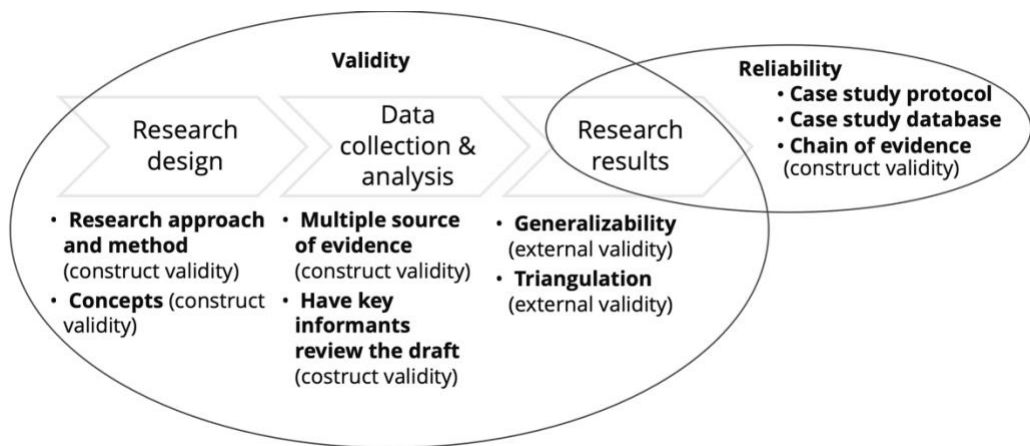 Validity
Reliability
• Case study protocol
• Case study database
• Chain of evidence
(construct validity)
Research
design
Data
collection &
analysis
Research
results
• Research approach
and method
(construct validity)
• Concepts (construct
validity)
• Multiple source
of evidence
(construct validity)
• Have key
informants
review the draft
(costruct validity)
• Generalizability
(external validity)
• Triangulation
(external validity)